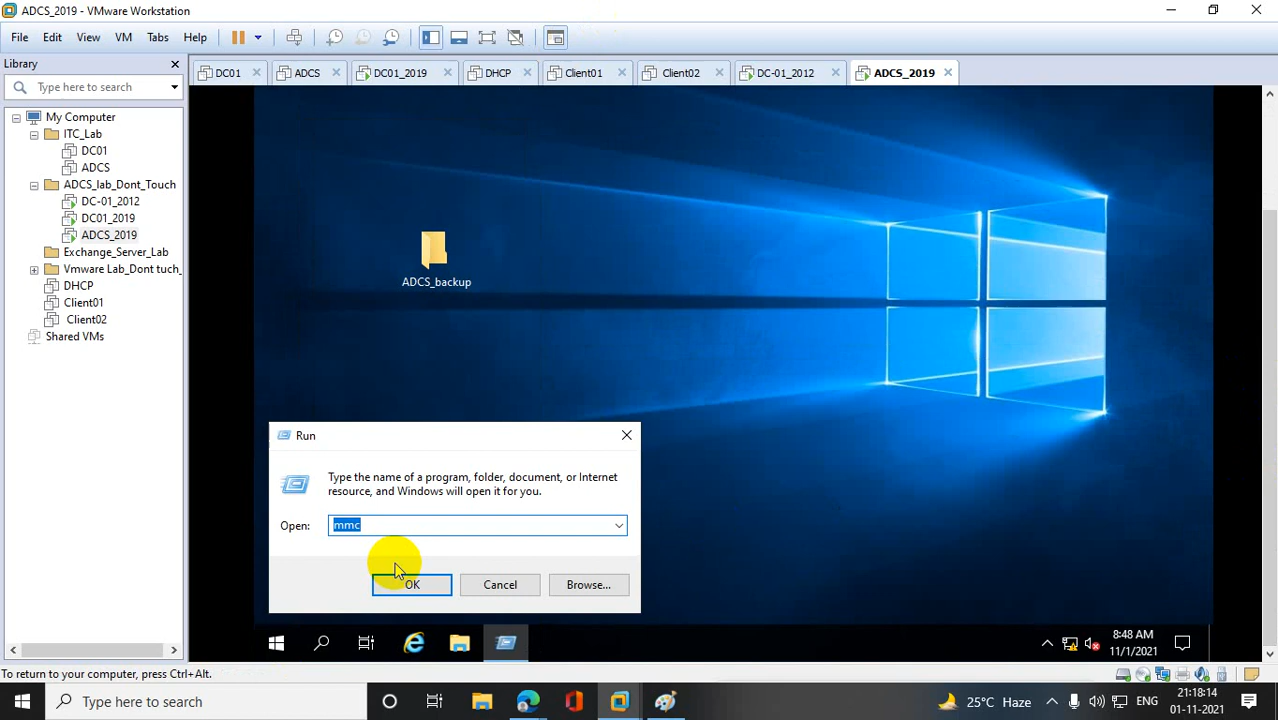 ADCS_2019 - VMware Workstation
File Edit View VM Tabs Help
Library
Type here to search
My Computer
ITC_Lab
DC01
ADCS
ADCS_lab_Dont_Touch
DC-01_2012
DC01_2019
ADCS_2019
Exchange_Server_Lab
Vmware Lab_Dont tuch_
DHCP
Client01
Client02
Shared VMs
DC01 ADCS DC01_2019 DHCP Client01 Client02 DC-01_2012 ADCS_2019
ADCS_backup
Run
Type the name of a program, folder, document, or Internet
resource, and Windows will open it for you.
Open: mmc
OK Cancel Browse...
8:48 AM
11/1/2021
To return to your computer, press Ctrl+Alt.
Type here to search
25°C Haze
ENG
21:18:14
01-11-2021